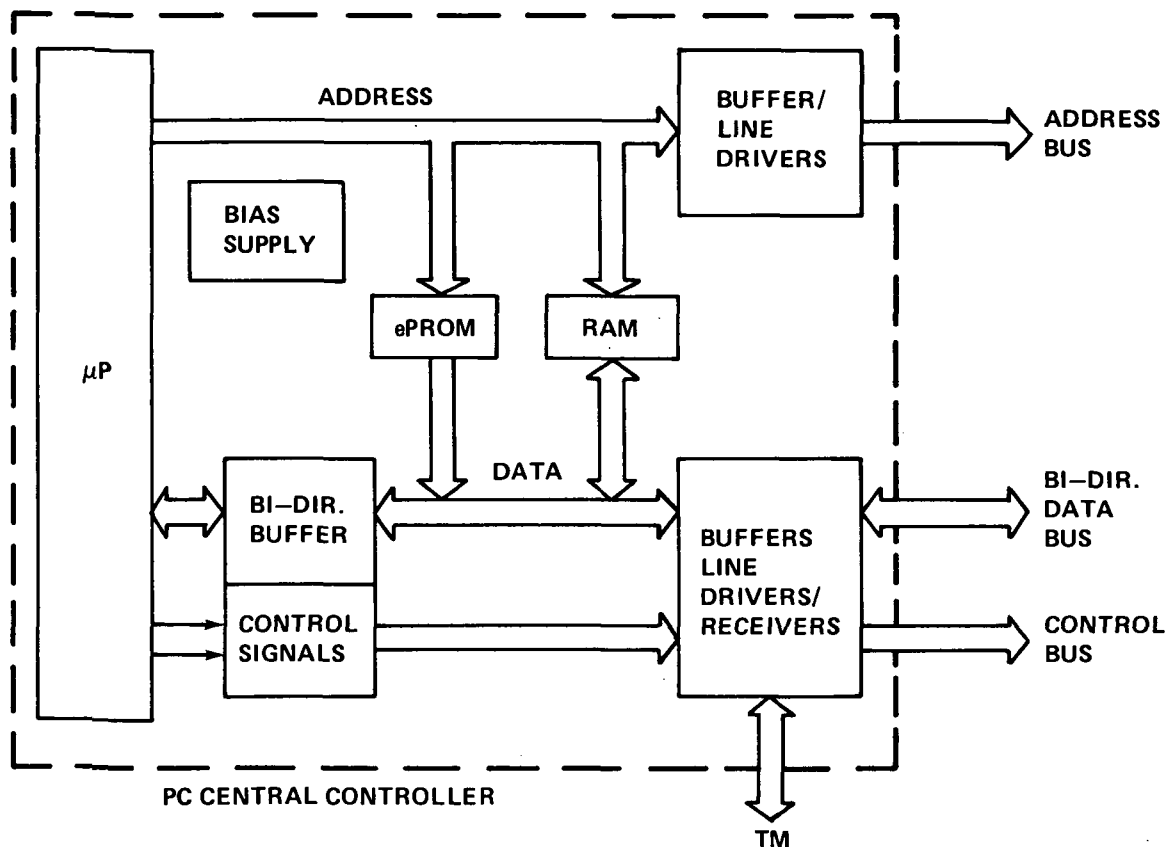 ADDRESS
BUFFER/
LINE
DRIVERS
ADDRESS
BUS
BIAS
SUPPLY
ePROM
RAM
μP
DATA
BI–DIR.
BUFFER
CONTROL
SIGNALS
BUFFERS
LINE
DRIVERS/
RECEIVERS
BI–DIR.
DATA
BUS
CONTROL
BUS
PC CENTRAL CONTROLLER
TM